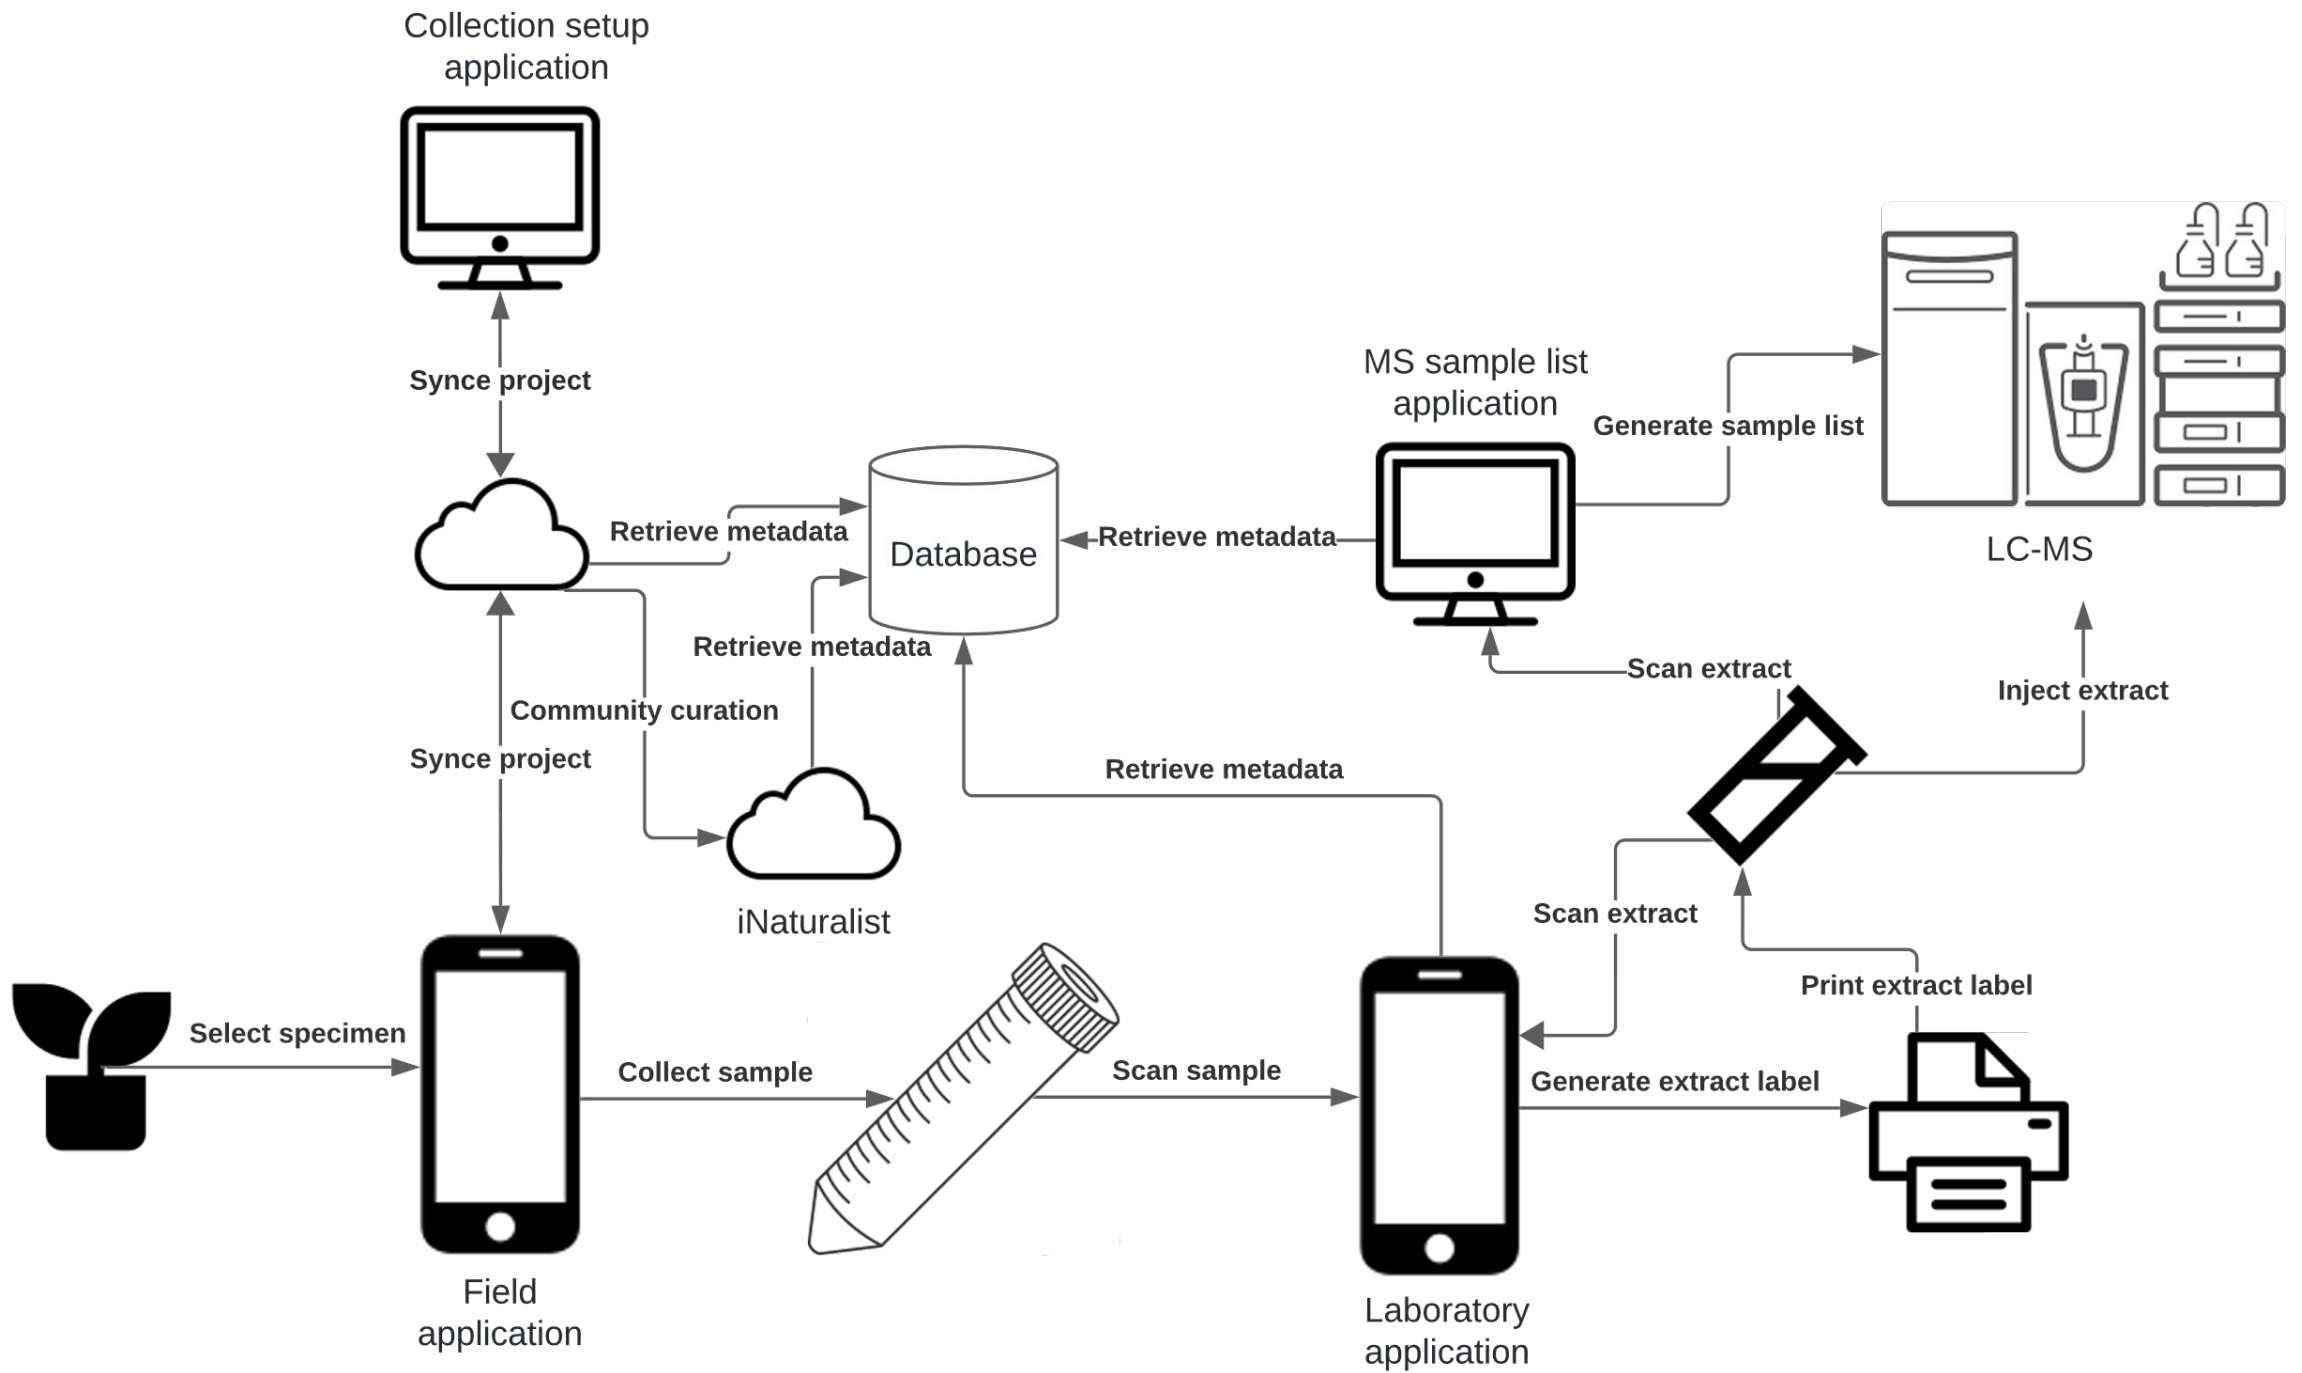 Collection setup
application
Synce project
MS sample list
application
Generate sample list
Retrieve metadata
Retrieve metadata
Database
LC-MS
Retrieve metadata
Scan extract
Inject extract
Community curation
Synce project
Retrieve metadata
iNaturalist
Scan extract
Print extract label
Select specimen
Collect sample
Scan sample
Generate extract label
Field
application
Laboratory
application